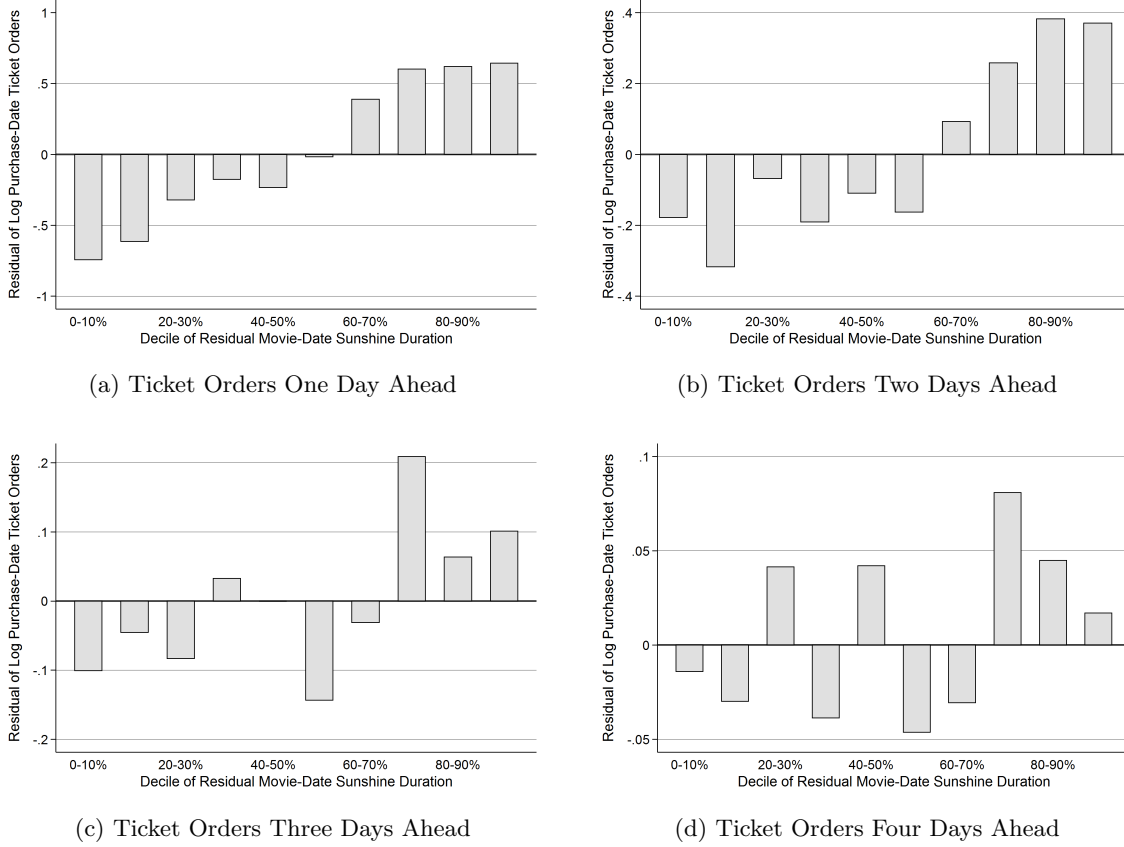 Residual of Log Purchase-Date Ticket Orders
1
.5
0
-.5
-1
0-10% 20-30% 40-50% 60-70% 80-90%
Decile of Residual Movie-Date Sunshine Duration
(a) Ticket Orders One Day Ahead
Residual of Log Purchase-Date Ticket Orders
.4
.2
0
-.2
-.4
0-10% 20-30% 40-50% 60-70% 80-90%
Decile of Residual Movie-Date Sunshine Duration
(b) Ticket Orders Two Days Ahead
Residual of Log Purchase-Date Ticket Orders
.2
.1
0
-.1
-.2
0-10% 20-30% 40-50% 60-70% 80-90%
Decile of Residual Movie-Date Sunshine Duration
(c) Ticket Orders Three Days Ahead
Residual of Log Purchase-Date Ticket Orders
.1
.05
0
-.05
0-10% 20-30% 40-50% 60-70% 80-90%
Decile of Residual Movie-Date Sunshine Duration
(d) Ticket Orders Four Days Ahead